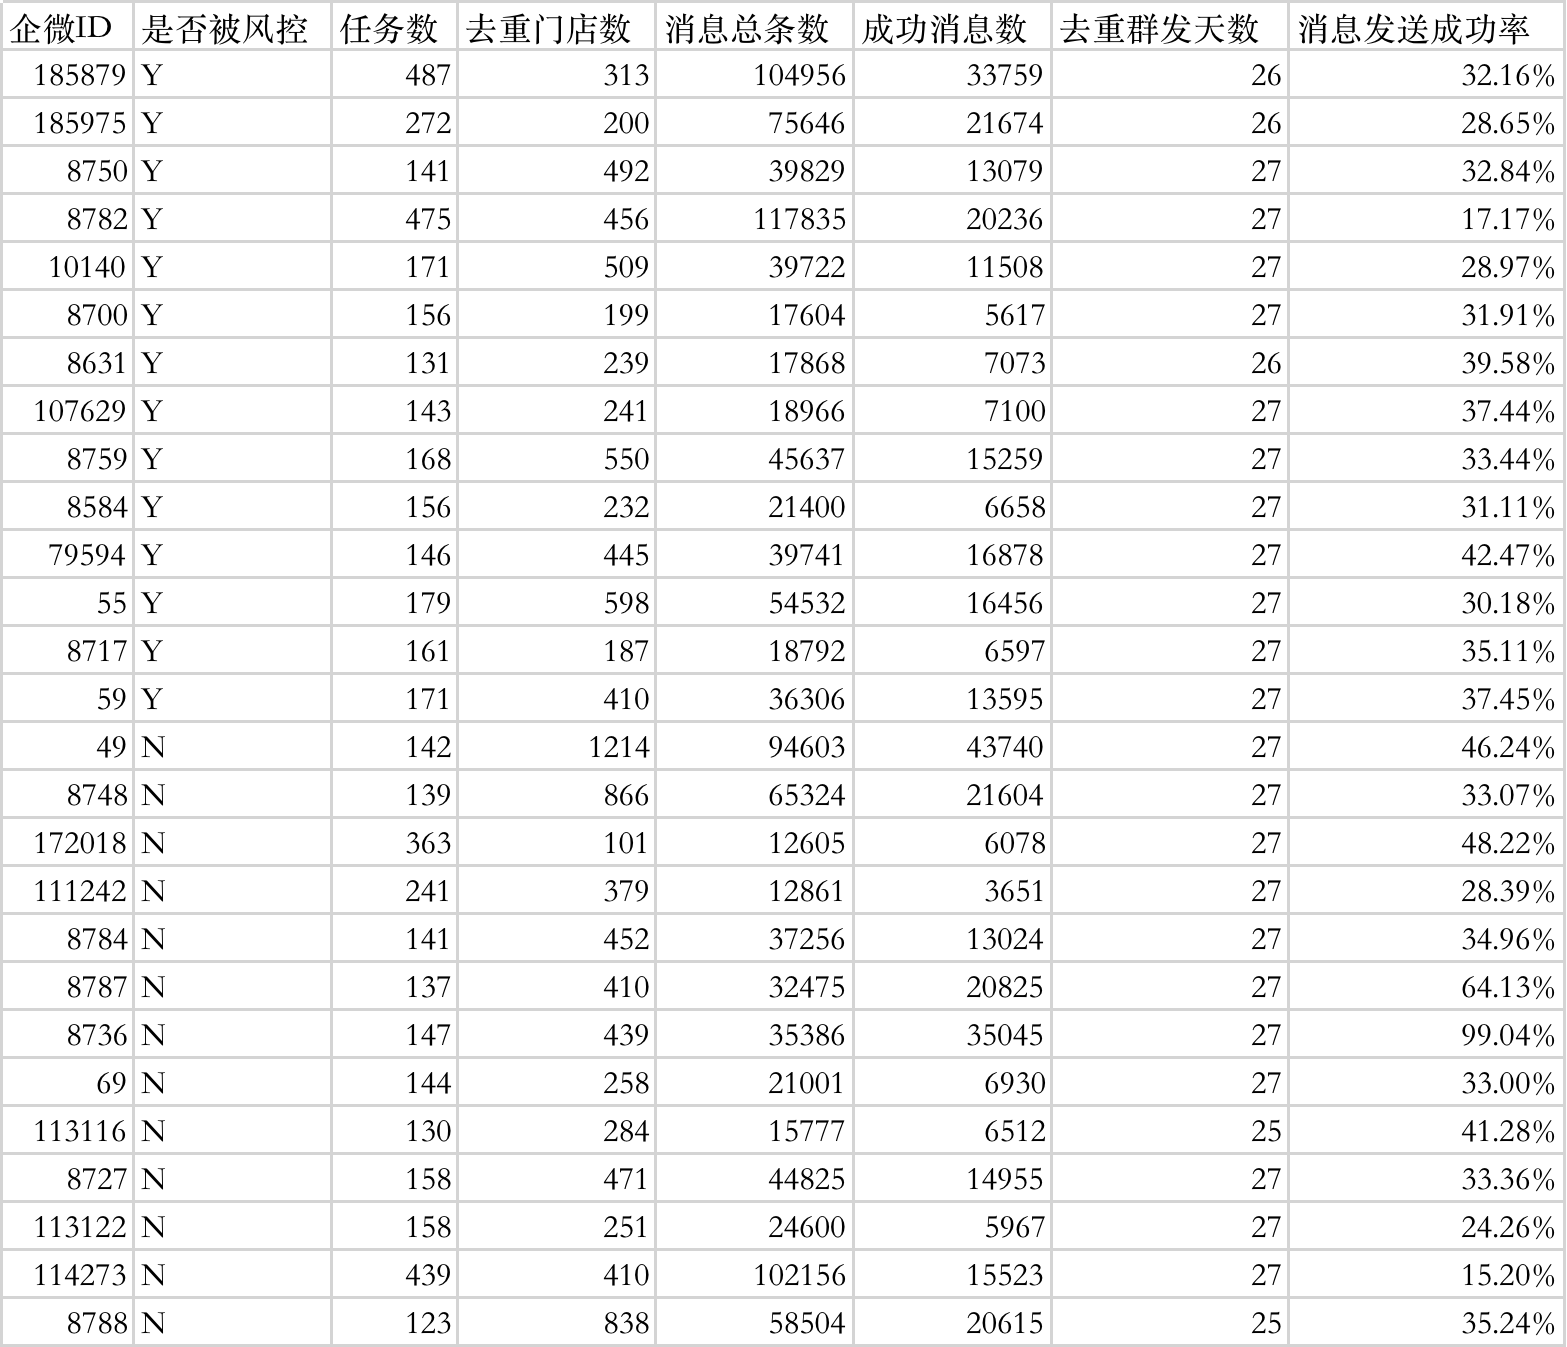 企微ID 是否被风控 任务数 去重门店数 消息总条数 成功消息数 去重群发天数 消息发送成功率
185879 Y 487 313 104956 33759 26 32.16%
185975 Y 272 200 75646 21674 26 28.65%
8750 Y 141 492 39829 13079 27 32.84%
8782 Y 475 456 117835 20236 27 17.17%
10140 Y 171 509 39722 11508 27 28.97%
8700 Y 156 199 17604 5617 27 31.91%
8631 Y 131 239 17868 7073 26 39.58%
107629 Y 143 241 18966 7100 27 37.44%
8759 Y 168 550 45637 15259 27 33.44%
8584 Y 156 232 21400 6658 27 31.11%
79594 Y 146 445 39741 16878 27 42.47%
55 Y 179 598 54532 16456 27 30.18%
8717 Y 161 187 18792 6597 27 35.11%
59 Y 171 410 36306 13595 27 37.45%
49 N 142 1214 94603 43740 27 46.24%
8748 N 139 866 65324 21604 27 33.07%
172018 N 363 101 12605 6078 27 48.22%
111242 N 241 379 12861 3651 27 28.39%
8784 N 141 452 37256 13024 27 34.96%
8787 N 137 410 32475 20825 27 64.13%
8736 N 147 439 35386 35045 27 99.04%
69 N 144 258 21001 6930 27 33.00%
113116 N 130 284 15777 6512 25 41.28%
8727 N 158 471 44825 14955 27 33.36%
113122 N 158 251 24600 5967 27 24.26%
114273 N 439 410 102156 15523 27 15.20%
8788 N 123 838 58504 20615 25 35.24%